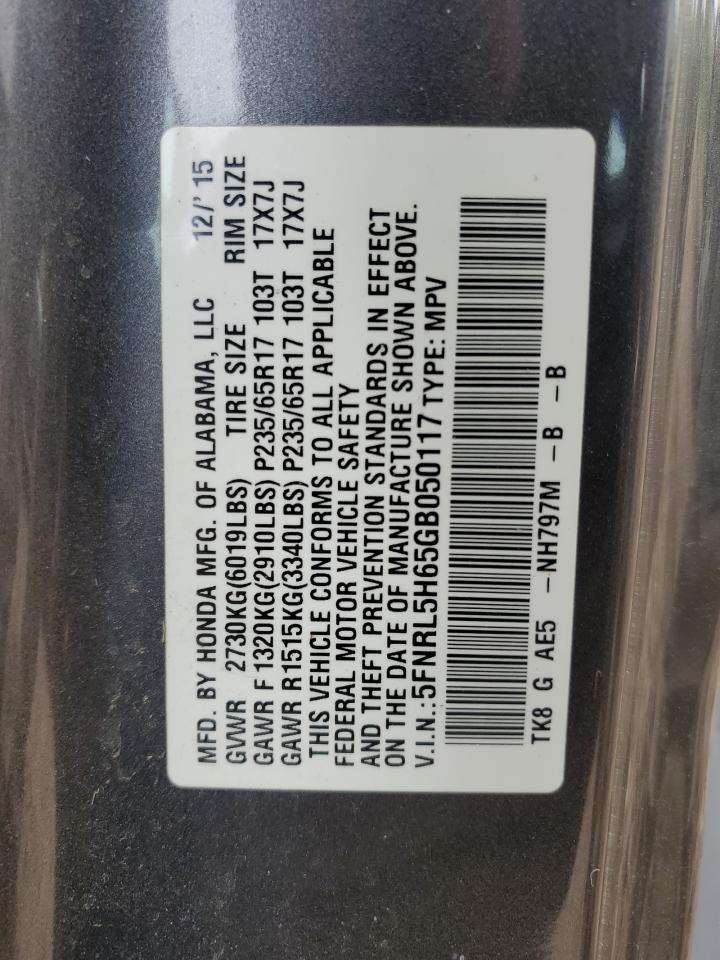 MFD. BY HONDA MFG. OF ALABAMA, LLC 12/' 15
GVWR 2730KG(6019LBS) TIRE SIZE RIM SIZE
GAWR F 1320KG(2910LBS) P235/65R17 103T 17X7J
GAWR R1515KG(3340LBS) P235/65R17 103T 17X7J
THIS VEHICLE CONFORMS TO ALL APPLICABLE
FEDERAL MOTOR VEHICLE SAFETY
AND THEFT PREVENTION STANDARDS IN EFFECT
ON THE DATE OF MANUFACTURE SHOWN ABOVE.
V.I.N.:5FNRL5H65GB050117 TYPE: MPV
TK8 G AE5 -NH797M -B -B